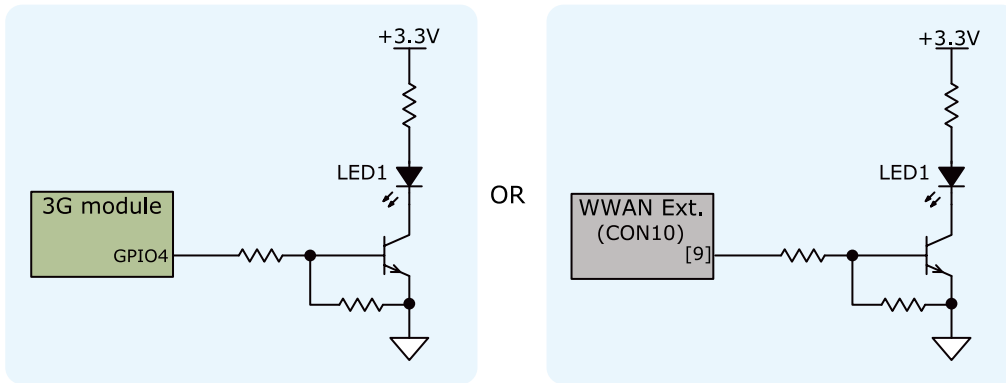 +3.3V
LED1
3G module
GPIO4
OR
+3.3V
LED1
WWAN Ext.
(CON10)
[9]